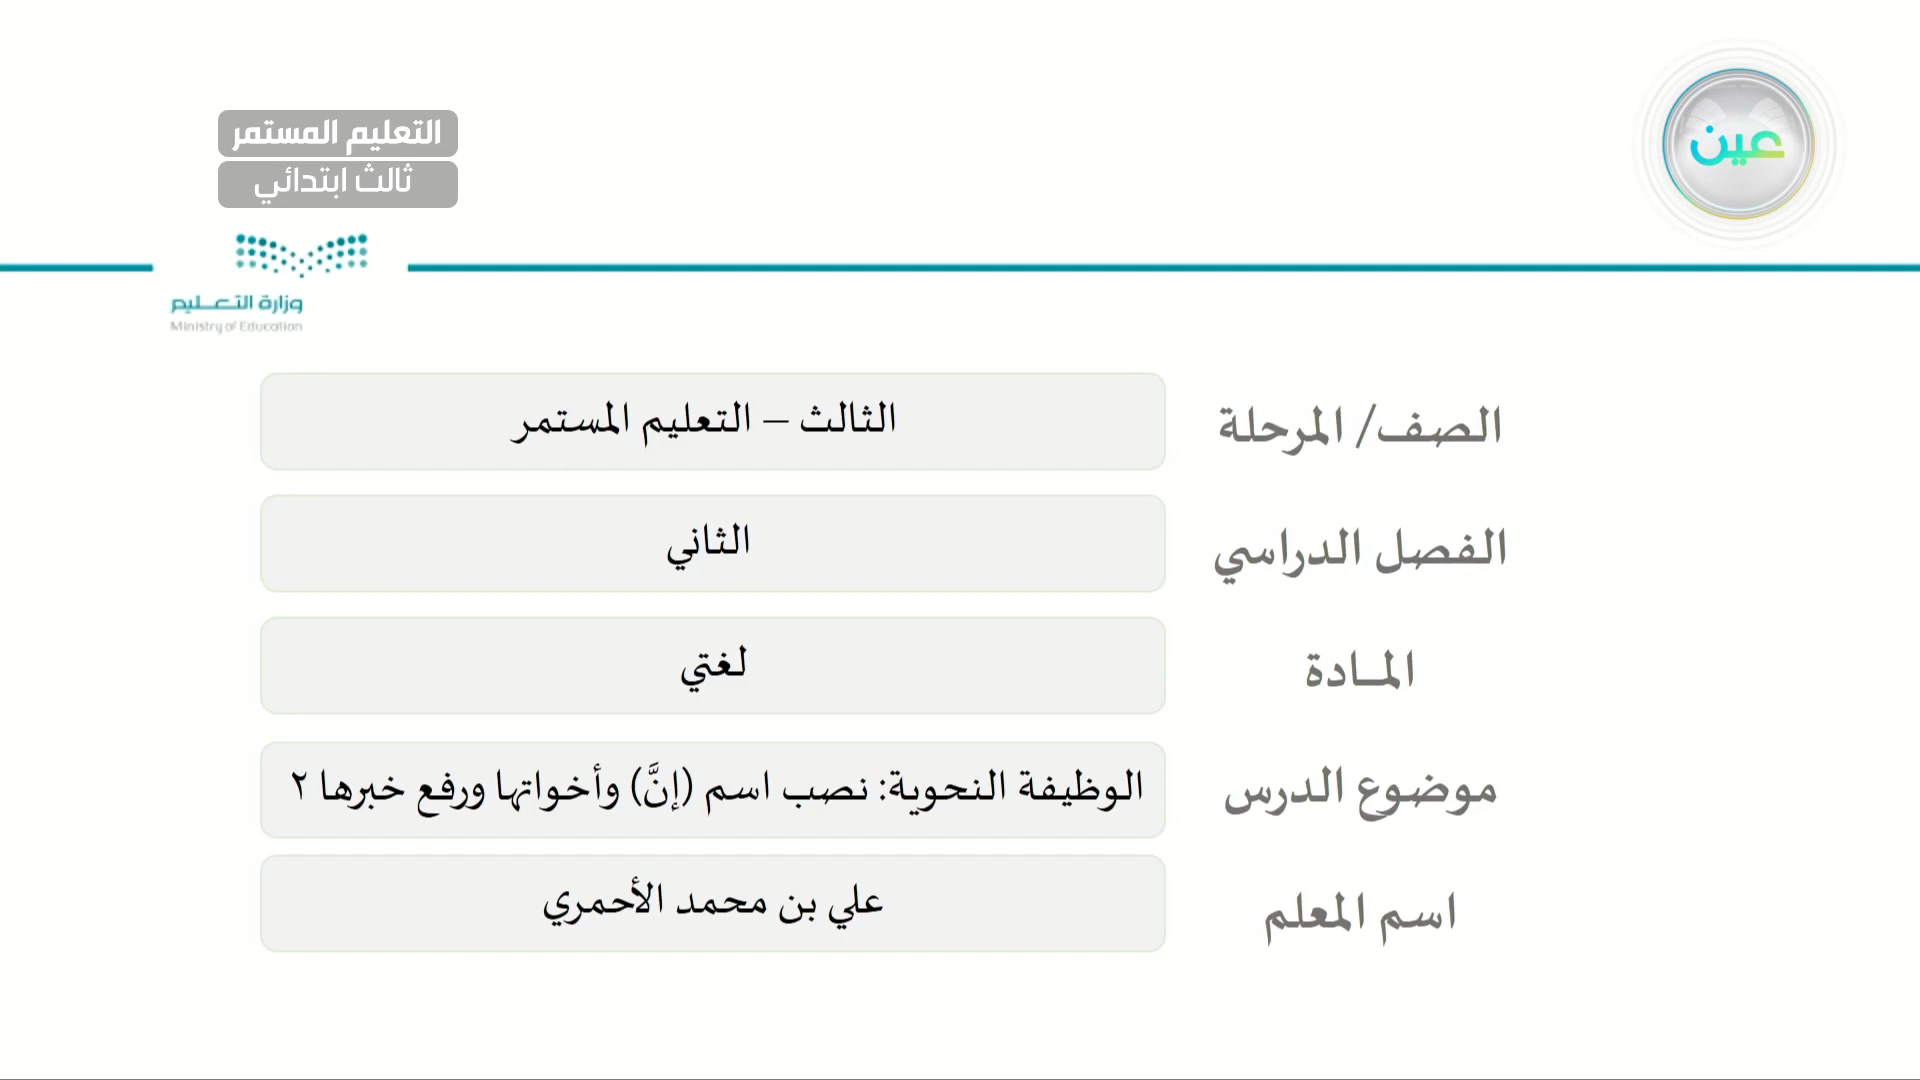 عين
التعليم المستمر
ثالث ابتدائي
وزارة التعليم
Ministry of Education
الصف/ المرحلة
الثالث – التعليم المستمر
الفصل الدراسي
الثاني
المادة
لغتي
موضوع الدرس
الوظيفة النحوية: نصب اسم (إنَّ) وأخواتها ورفع خبرها ٢
اسم المعلم
علي بن محمد الأحمري